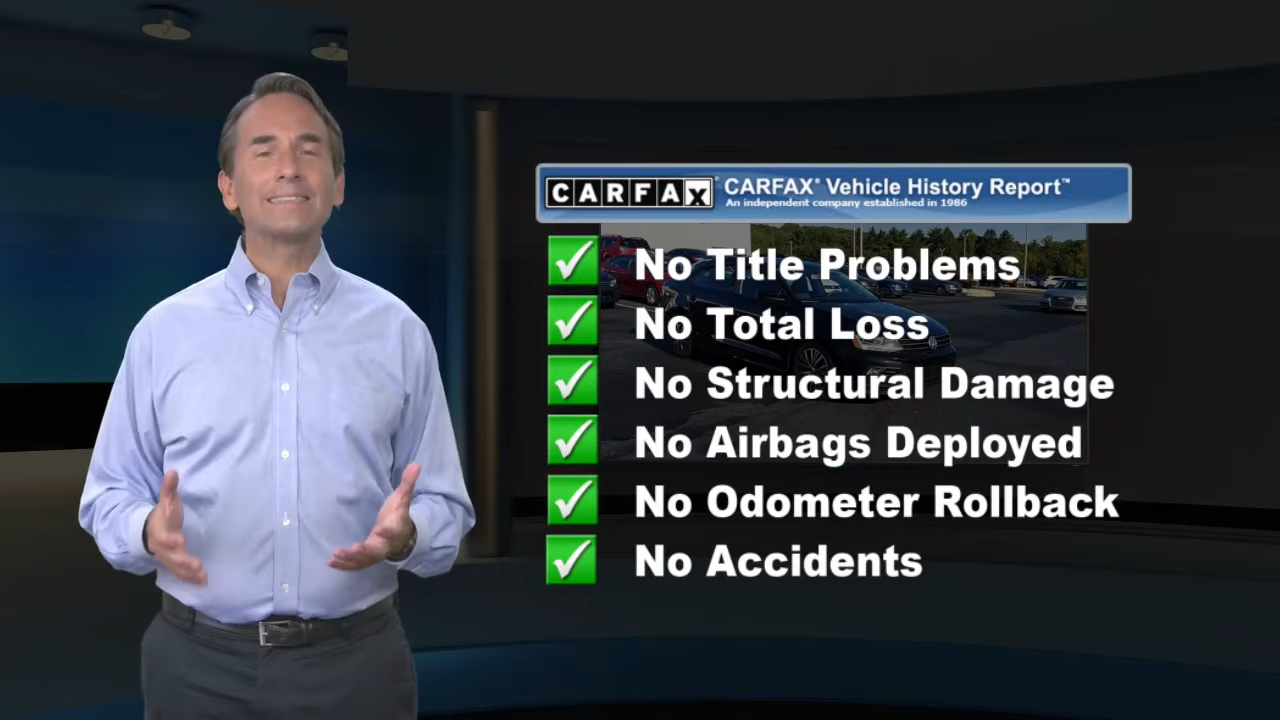 CARFAX® CARFAX® Vehicle History Report™
An independent company established in 1986
No Title Problems
No Total Loss
No Structural Damage
No Airbags Deployed
No Odometer Rollback
No Accidents